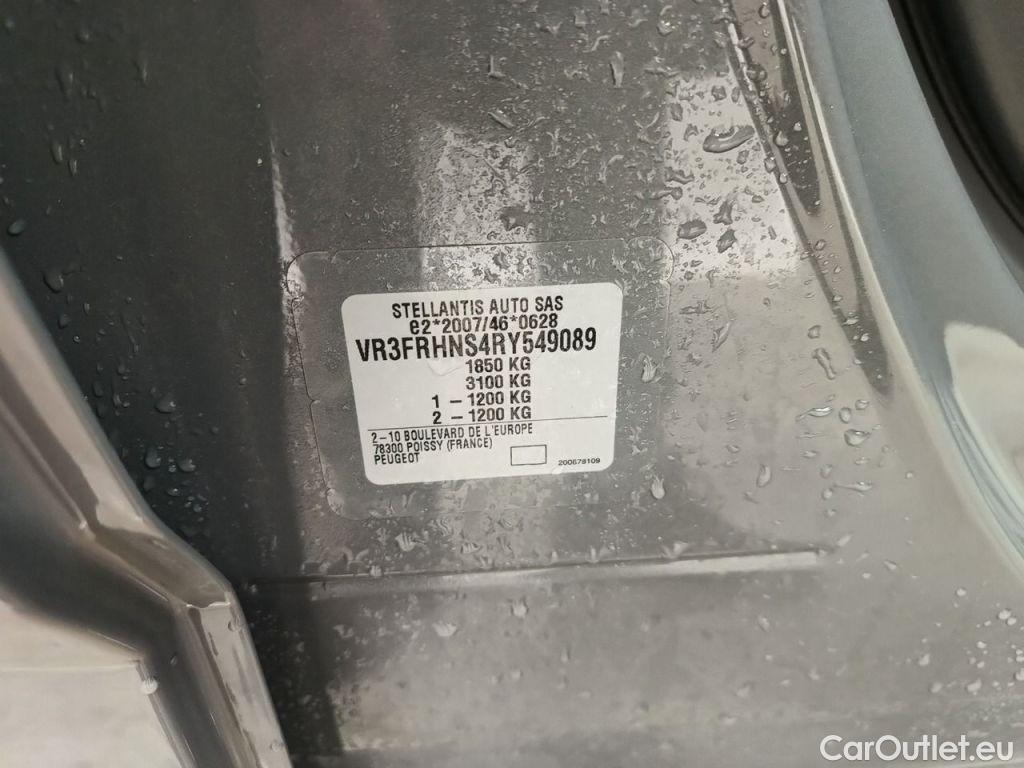 STELLANTIS AUTO SAS
e2*2007/46*0628
VR3FRHNS4RY549089
1850 KG
3100 KG
1 - 1200 KG
2 - 1200 KG
2-10 BOULEVARD DE L'EUROPE
78300 POISSY (FRANCE)
PEUGEOT
200678109
CarOutlet.eu